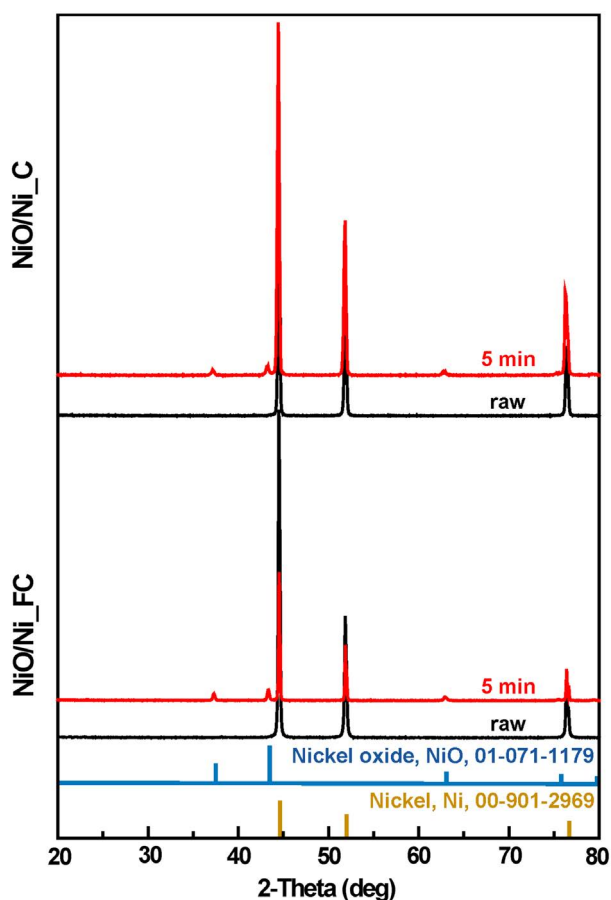 NiO/Ni_C
5 min
raw
NiO/Ni_FC
5 min
raw
Nickel oxide, NiO, 01-071-1179
Nickel, Ni, 00-901-2969
20 30 40 50 60 70 80
2-Theta (deg)